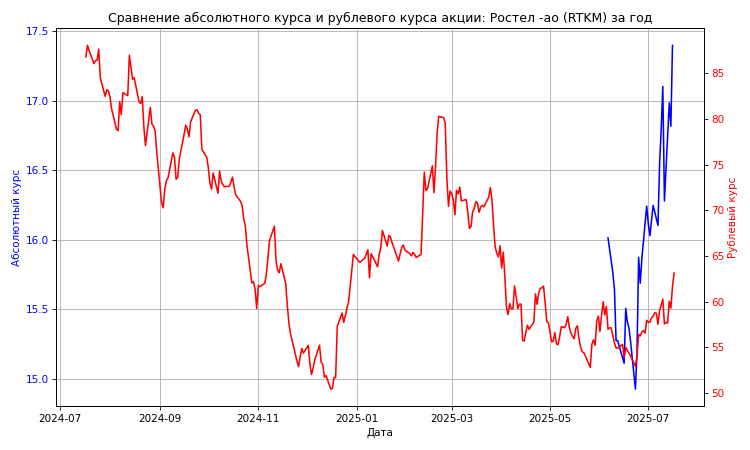 Сравнение абсолютного курса и рублевого курса акции: Ростел -ао (RTKM) за год
17.5
17.0
16.5
16.0
15.5
15.0
Абсолютный курс
85
80
75
70
65
60
55
50
Рублевый курс
2024-07 2024-09 2024-11 2025-01 2025-03 2025-05 2025-07
Дата